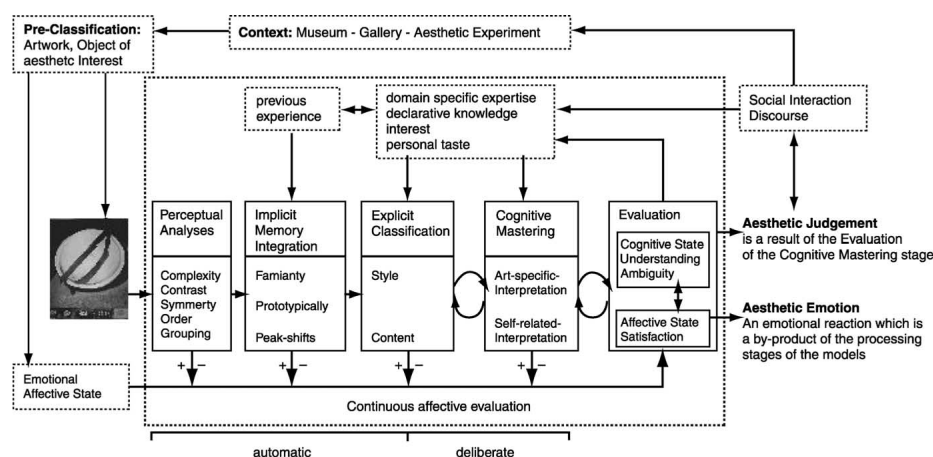 Pre-Classification:
Artwork, Object of
aesthetc Interest
Context: Museum - Gallery - Aesthetic Experiment
Social Interaction
Discourse
previous
experience
domain specific expertise
declarative knowledge
interest
personal taste
Perceptual
Analyses
Complexity
Contrast
Symmerty
Order
Grouping
Implicit
Memory
Integration
Famianty
Prototypically
Peak-shifts
Explicit
Classification
Style
Content
Cognitive
Mastering
Art-specific-
Interpretation
Self-related-
Interpretation
Evaluation
Cognitive State
Understanding
Ambiguity
Affective State
Satisfaction
Aesthetic Judgement
is a result of the Evaluation
of the Cognitive Mastering stage
Aesthetic Emotion
An emotional reaction which is
a by-product of the processing
stages of the models
+ −
+ −
+ −
+ −
Emotional
Affective State
Continuous affective evaluation
automatic
deliberate